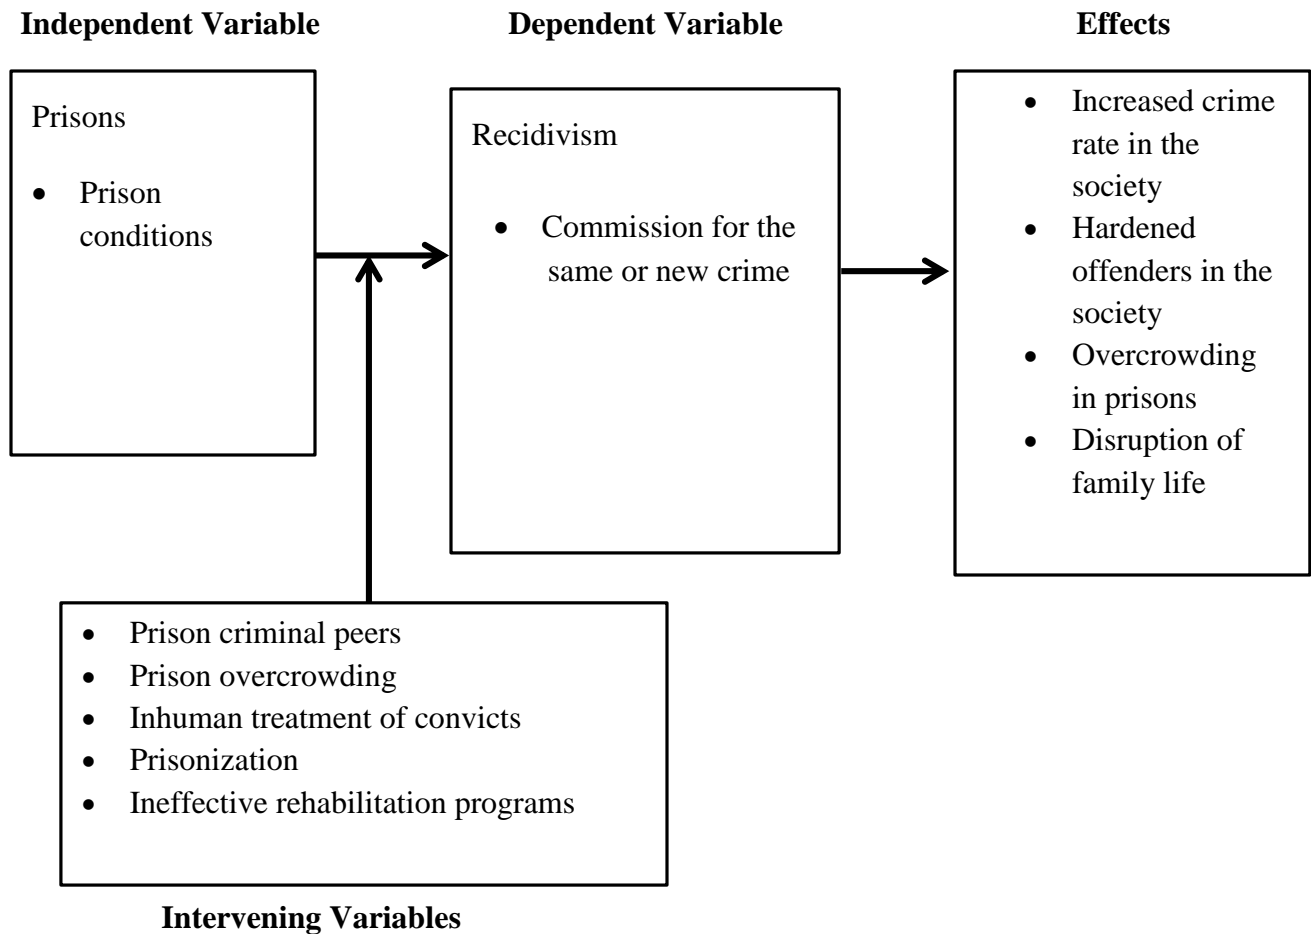 Independent Variable
Dependent Variable
Effects
Prisons
• Prison
conditions
Recidivism
• Commission for the
same or new crime
• Increased crime
rate in the
society
• Hardened
offenders in the
society
• Overcrowding
in prisons
• Disruption of
family life
• Prison criminal peers
• Prison overcrowding
• Inhuman treatment of convicts
• Prisonization
• Ineffective rehabilitation programs
Intervening Variables